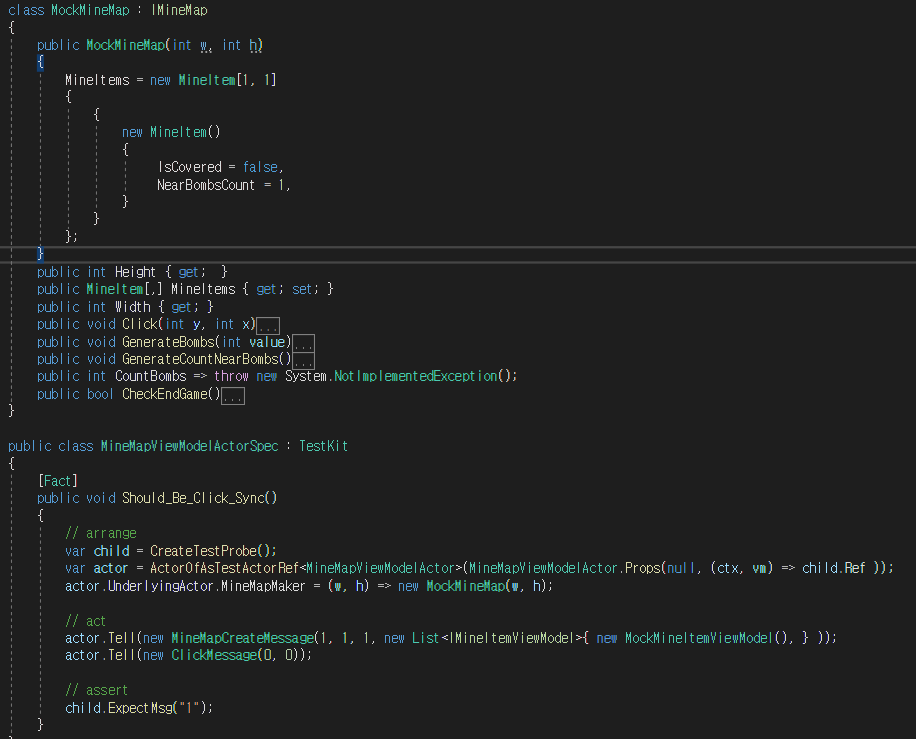 class MockMineMap : IMineMap
{
    public MockMineMap(int w, int h)
    {
        MineItems = new MineItem[1, 1]
        {
            {
                new MineItem()
                {
                    IsCovered = false,
                    NearBombsCount = 1,
                }
            }
        };
    }
    public int Height { get;  }
    public MineItem[,] MineItems { get; set; }
    public int Width { get; }
    public void Click(int y, int x)...
    public void GenerateBombs(int value)...
    public void GenerateCountNearBombs()...
    public int CountBombs => throw new System.NotImplementedException();
    public bool CheckEndGame()...
}
public class MineMapViewModelActorSpec : TestKit
{
    [Fact]
    public void Should_Be_Click_Sync()
    {
        // arrange
        var child = CreateTestProbe();
        var actor = ActorOfAsTestActorRef<MineMapViewModelActor>(MineMapViewModelActor.Props(null, (ctx, vm) => child.Ref ));
        actor.UnderlyingActor.MineMapMaker = (w, h) => new MockMineMap(w, h);
        // act
        actor.Tell(new MineMapCreateMessage(1, 1, 1, new List<IMineItemViewModel>{ new MockMineItemViewModel(), } ));
        actor.Tell(new ClickMessage(0, 0));
        // assert
        child.ExpectMsg("1");
    }
}